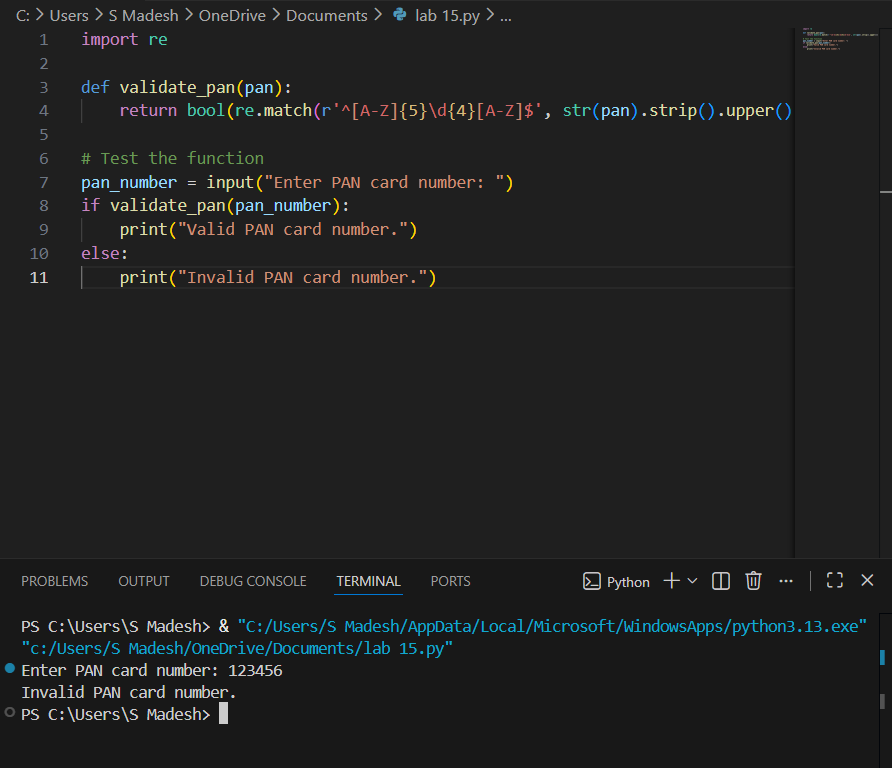 C: > Users > S Madesh > OneDrive > Documents > lab 15.py > ...
1 import re
2
3 def validate_pan(pan):
4     return bool(re.match(r'^[A-Z]{5}\d{4}[A-Z]$', str(pan).strip().upper()
5
6 # Test the function
7 pan_number = input("Enter PAN card number: ")
8 if validate_pan(pan_number):
9     print("Valid PAN card number.")
10 else:
11     print("Invalid PAN card number.")
PROBLEMS OUTPUT DEBUG CONSOLE TERMINAL PORTS Python
PS C:\Users\S Madesh> & "C:/Users/S Madesh/AppData/Local/Microsoft/WindowsApps/python3.13.exe"
"c:/Users/S Madesh/OneDrive/Documents/lab 15.py"
Enter PAN card number: 123456
Invalid PAN card number.
PS C:\Users\S Madesh>